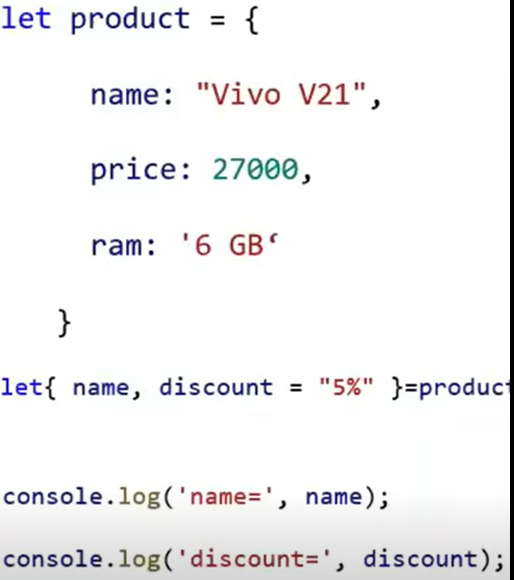 let product = {
name: "Vivo V21",
price: 27000,
ram: '6 GB‘
}
let{ name, discount = "5%" }=product
console.log('name=', name);
console.log('discount=', discount);